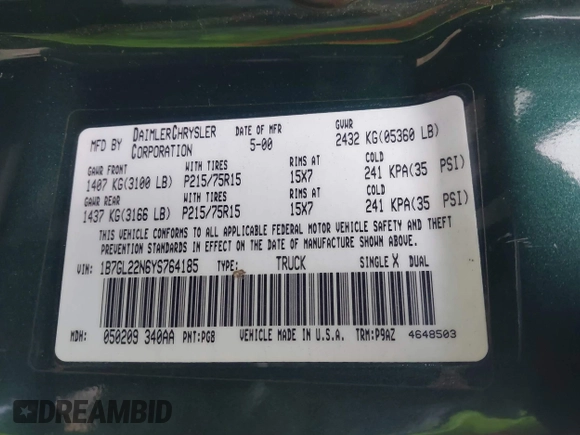 MFD BY DAIMLERCHRYSLER CORPORATION DATE OF MFR 5-00 GVWR 2432 KG(05360 LB)
GAWR FRONT WITH TIRES RIMS AT COLD
1407 KG(3100 LB) P215/75R15 15X7 241 KPA(35 PSI)
GAWR REAR WITH TIRES RIMS AT COLD
1437 KG(3166 LB) P215/75R15 15X7 241 KPA(35 PSI)
THIS VEHICLE CONFORMS TO ALL APPLICABLE FEDERAL MOTOR VEHICLE SAFETY AND THEFT
PREVENTION STANDARDS IN EFFECT ON THE DATE OF MANUFACTURE SHOWN ABOVE.
VIN: 1B7GL22N6YS764185 TYPE: TRUCK SINGLE X DUAL
MDH: 050209 340AA PNT:PG8 VEHICLE MADE IN U.S.A. TRM:P9AZ 4648503
DREAMBID